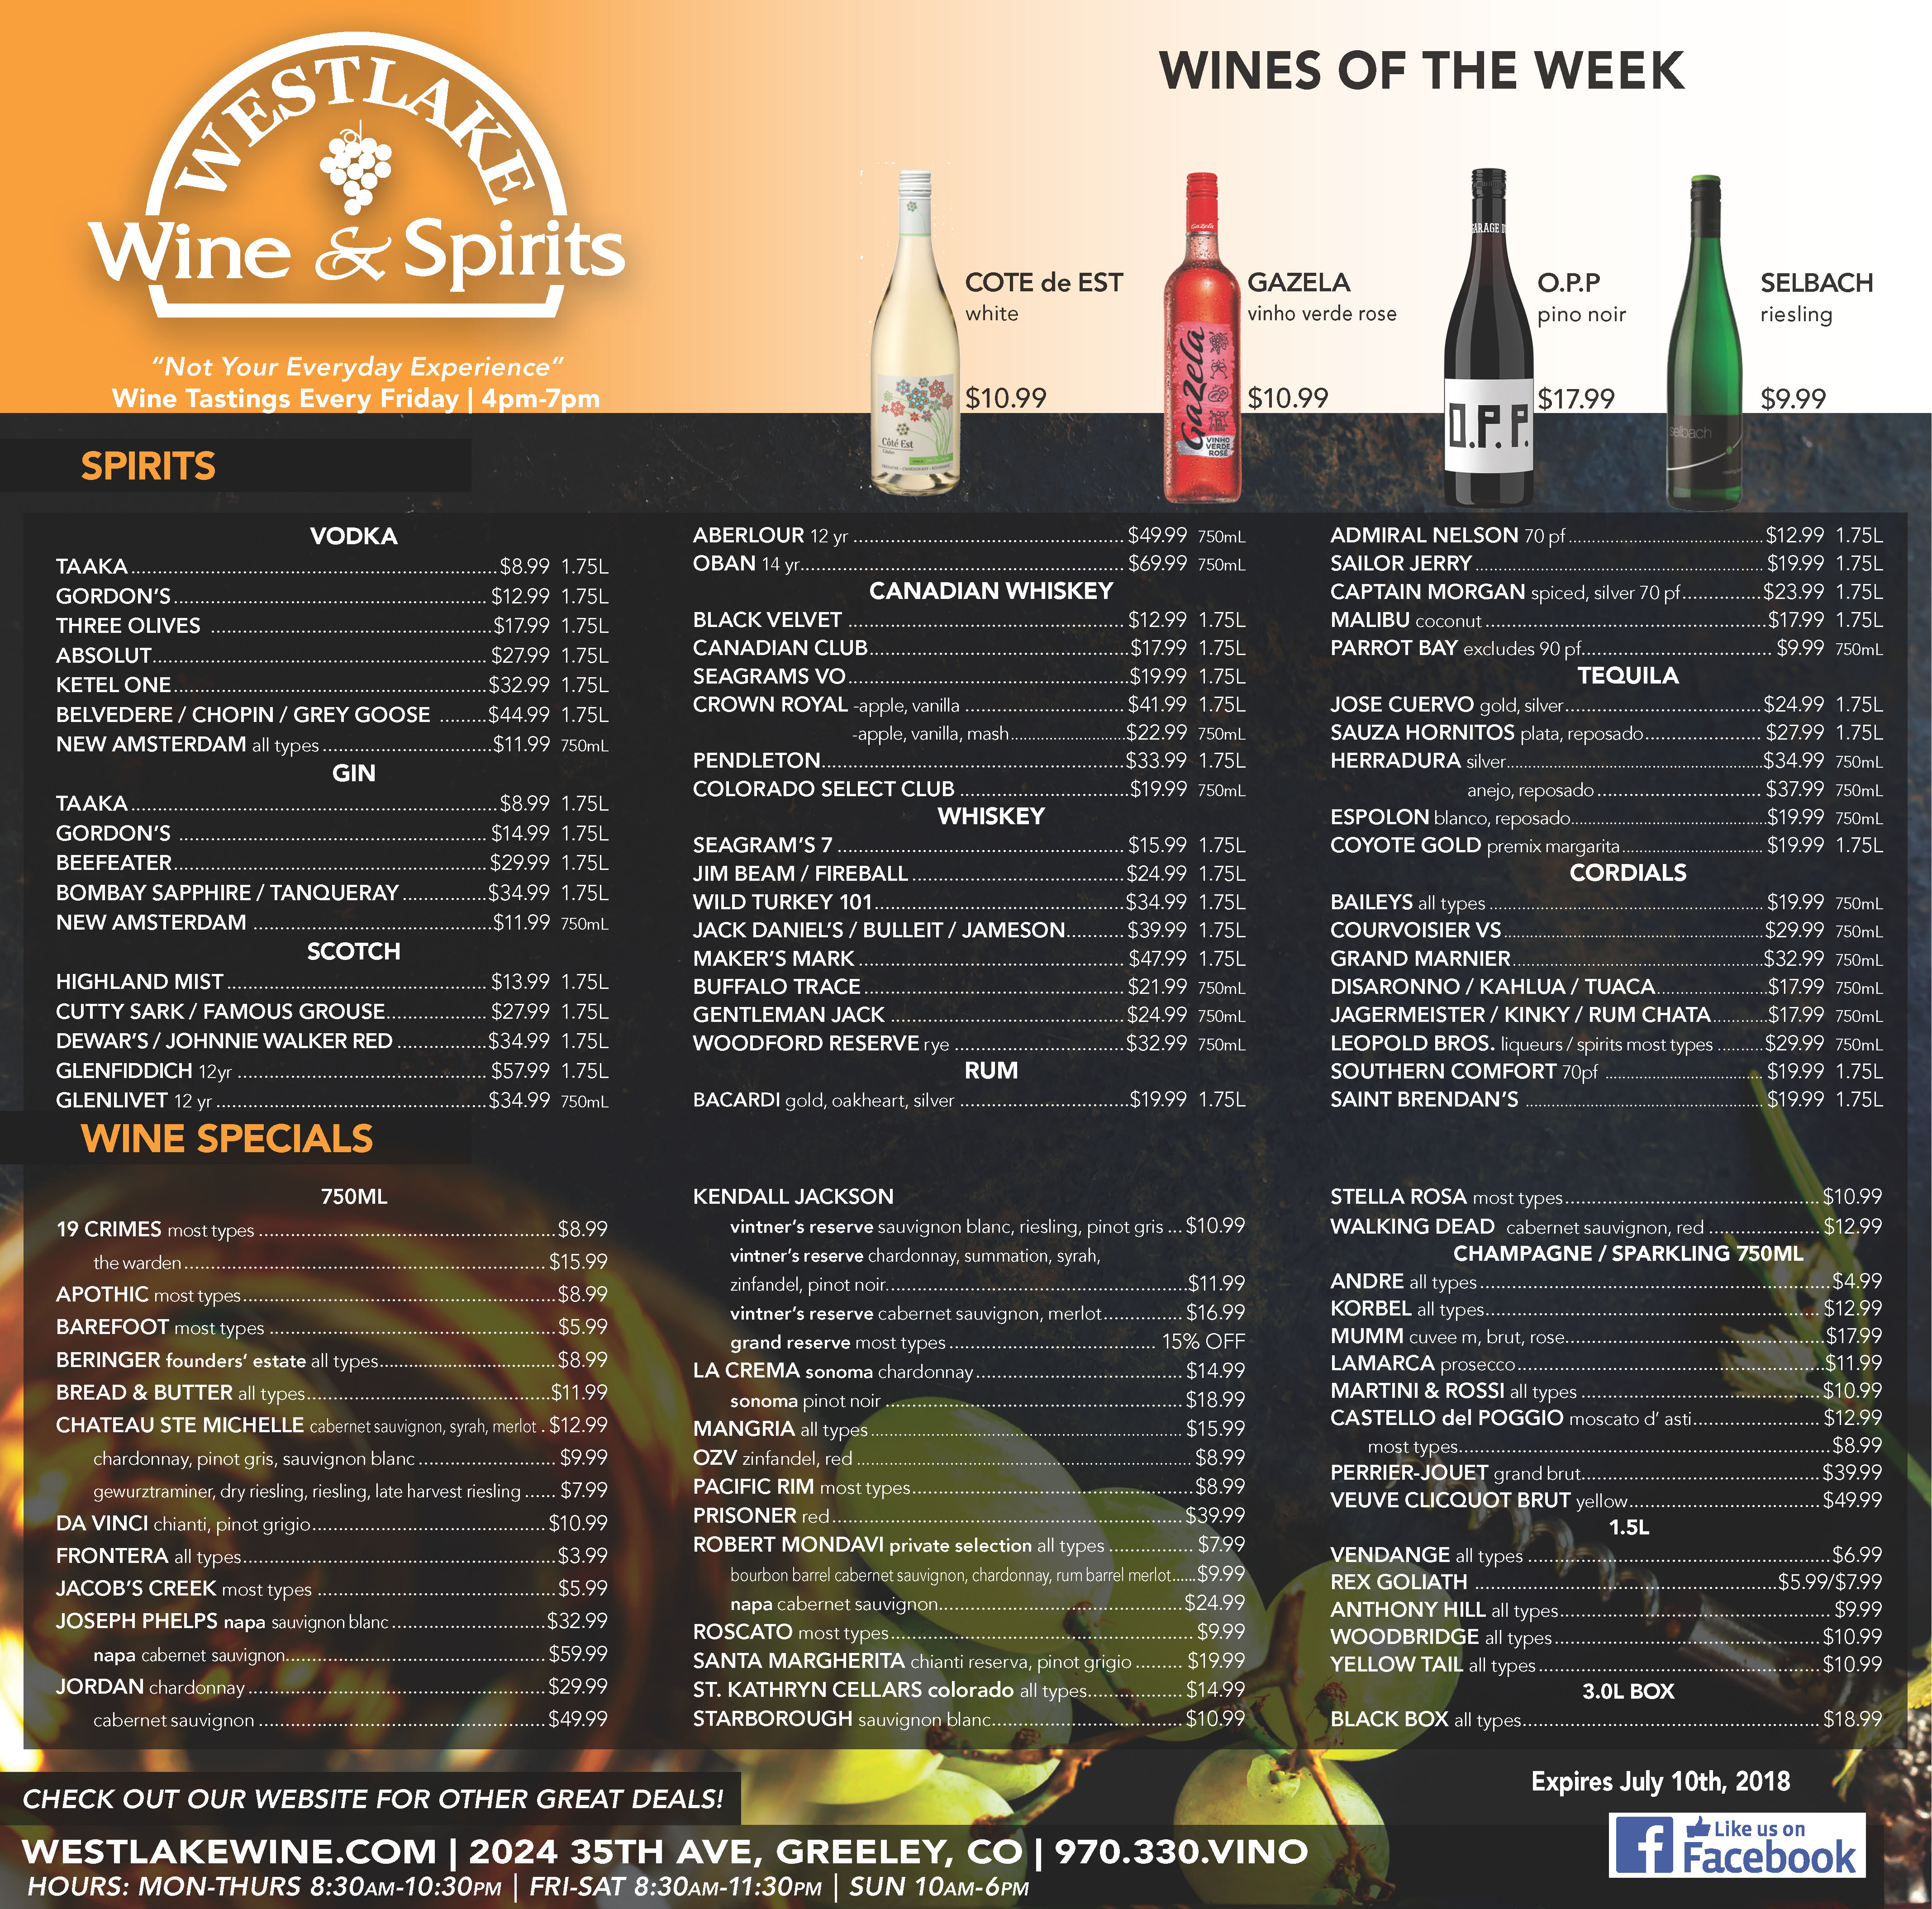 WESTLAKE
Wine & Spirits
“Not Your Everyday Experience”
Wine Tastings Every Friday | 4pm-7pm
WINES OF THE WEEK
COTE de EST
white
$10.99
Côté Est
GAZELA
vinho verde rose
$10.99
Gazela
Gazela
VINHO
VERDE
ROSÉ
O.P.P
pino noir
$17.99
O.P.P.
SELBACH
riesling
$9.99
selbach
SPIRITS
VODKA
TAAKA $8.99 1.75L
GORDON’S $12.99 1.75L
THREE OLIVES $17.99 1.75L
ABSOLUT $27.99 1.75L
KETEL ONE $32.99 1.75L
BELVEDERE / CHOPIN / GREY GOOSE $44.99 1.75L
NEW AMSTERDAM all types $11.99 750mL
GIN
TAAKA $8.99 1.75L
GORDON’S $14.99 1.75L
BEEFEATER $29.99 1.75L
BOMBAY SAPPHIRE / TANQUERAY $34.99 1.75L
NEW AMSTERDAM $11.99 750mL
SCOTCH
HIGHLAND MIST $13.99 1.75L
CUTTY SARK / FAMOUS GROUSE $27.99 1.75L
DEWAR’S / JOHNNIE WALKER RED $34.99 1.75L
GLENFIDDICH 12yr $57.99 1.75L
GLENLIVET 12 yr $34.99 750mL
ABERLOUR 12 yr $49.99 750mL
OBAN 14 yr $69.99 750mL
CANADIAN WHISKEY
BLACK VELVET $12.99 1.75L
CANADIAN CLUB $17.99 1.75L
SEAGRAMS VO $19.99 1.75L
CROWN ROYAL -apple, vanilla $41.99 1.75L
-apple, vanilla, mash $22.99 750mL
PENDLETON $33.99 1.75L
COLORADO SELECT CLUB $19.99 750mL
WHISKEY
SEAGRAM’S 7 $15.99 1.75L
JIM BEAM / FIREBALL $24.99 1.75L
WILD TURKEY 101 $34.99 1.75L
JACK DANIEL’S / BULLEIT / JAMESON $39.99 1.75L
MAKER’S MARK $47.99 1.75L
BUFFALO TRACE $21.99 750mL
GENTLEMAN JACK $24.99 750mL
WOODFORD RESERVE rye $32.99 750mL
RUM
BACARDI gold, oakheart, silver $19.99 1.75L
ADMIRAL NELSON 70 pf $12.99 1.75L
SAILOR JERRY $19.99 1.75L
CAPTAIN MORGAN spiced, silver 70 pf $23.99 1.75L
MALIBU coconut $17.99 1.75L
PARROT BAY excludes 90 pf $9.99 750mL
TEQUILA
JOSE CUERVO gold, silver $24.99 1.75L
SAUZA HORNITOS plata, reposado $27.99 1.75L
HERRADURA silver $34.99 750mL
anejo, reposado $37.99 750mL
ESPOLON blanco, reposado $19.99 750mL
COYOTE GOLD premix margarita $19.99 1.75L
CORDIALS
BAILEYS all types $19.99 750mL
COURVOISIER VS $29.99 750mL
GRAND MARNIER $32.99 750mL
DISARONNO / KAHLUA / TUACA $17.99 750mL
JAGERMEISTER / KINKY / RUM CHATA $17.99 750mL
LEOPOLD BROS. liqueurs / spirits most types $29.99 750mL
SOUTHERN COMFORT 70pf $19.99 1.75L
SAINT BRENDAN’S $19.99 1.75L
WINE SPECIALS
750ML
19 CRIMES most types $8.99
the warden $15.99
APOTHIC most types $8.99
BAREFOOT most types $5.99
BERINGER founders’ estate all types $8.99
BREAD & BUTTER all types $11.99
CHATEAU STE MICHELLE cabernet sauvignon, syrah, merlot $12.99
chardonnay, pinot gris, sauvignon blanc $9.99
gewurztraminer, dry riesling, riesling, late harvest riesling $7.99
DA VINCI chianti, pinot grigio $10.99
FRONTERA all types $3.99
JACOB’S CREEK most types $5.99
JOSEPH PHELPS napa sauvignon blanc $32.99
napa cabernet sauvignon $59.99
JORDAN chardonnay $29.99
cabernet sauvignon $49.99
KENDALL JACKSON
vintner’s reserve sauvignon blanc, riesling, pinot gris $10.99
vintner’s reserve chardonnay, summation, syrah,
zinfandel, pinot noir $11.99
vintner’s reserve cabernet sauvignon, merlot $16.99
grand reserve most types 15% OFF
LA CREMA sonoma chardonnay $14.99
sonoma pinot noir $18.99
MANGRIA all types $15.99
OZV zinfandel, red $8.99
PACIFIC RIM most types $8.99
PRISONER red $39.99
ROBERT MONDAVI private selection all types $7.99
bourbon barrel cabernet sauvignon, chardonnay, rum barrel merlot $9.99
napa cabernet sauvignon $24.99
ROSCATO most types $9.99
SANTA MARGHERITA chianti reserva, pinot grigio $19.99
ST. KATHRYN CELLARS colorado all types $14.99
STARBOROUGH sauvignon blanc $10.99
STELLA ROSA most types $10.99
WALKING DEAD cabernet sauvignon, red $12.99
CHAMPAGNE / SPARKLING 750ML
ANDRE all types $4.99
KORBEL all types $12.99
MUMM cuvee m, brut, rose $17.99
LAMARCA prosecco $11.99
MARTINI & ROSSI all types $10.99
CASTELLO del POGGIO moscato d’ asti $12.99
most types $8.99
PERRIER-JOUET grand brut $39.99
VEUVE CLICQUOT BRUT yellow $49.99
1.5L
VENDANGE all types $6.99
REX GOLIATH $5.99/$7.99
ANTHONY HILL all types $9.99
WOODBRIDGE all types $10.99
YELLOW TAIL all types $10.99
3.0L BOX
BLACK BOX all types $18.99
Expires July 10th, 2018
CHECK OUT OUR WEBSITE FOR OTHER GREAT DEALS!
WESTLAKEWINE.COM | 2024 35TH AVE, GREELEY, CO | 970.330.VINO
HOURS: MON-THURS 8:30AM-10:30PM | FRI-SAT 8:30AM-11:30PM | SUN 10AM-6PM
f Like us on
Facebook